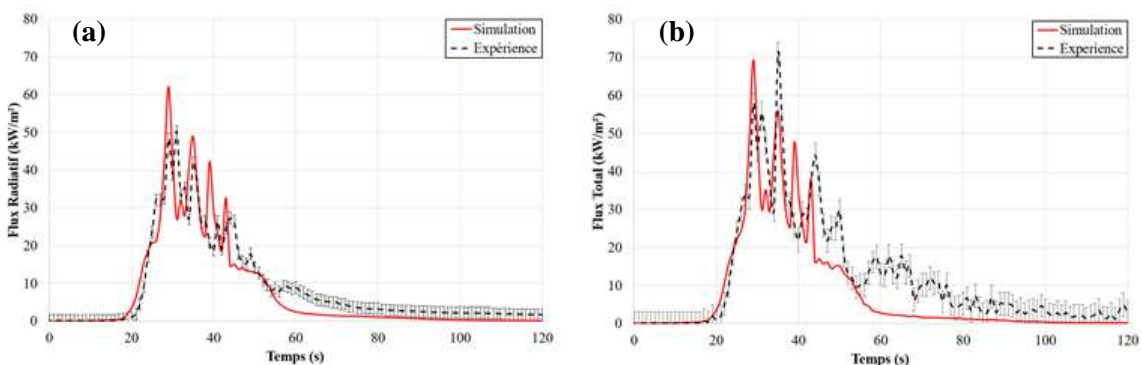 (a)
Simulation
Expérience
Flux Radiatif (kW/m²)
80
70
60
50
40
30
20
10
0
0 20 40 60 80 100 120
Temps (s)
(b)
Simulation
Experience
Flux Total (kW/m²)
80
70
60
50
40
30
20
10
0
0 20 40 60 80 100 120
Temps (s)